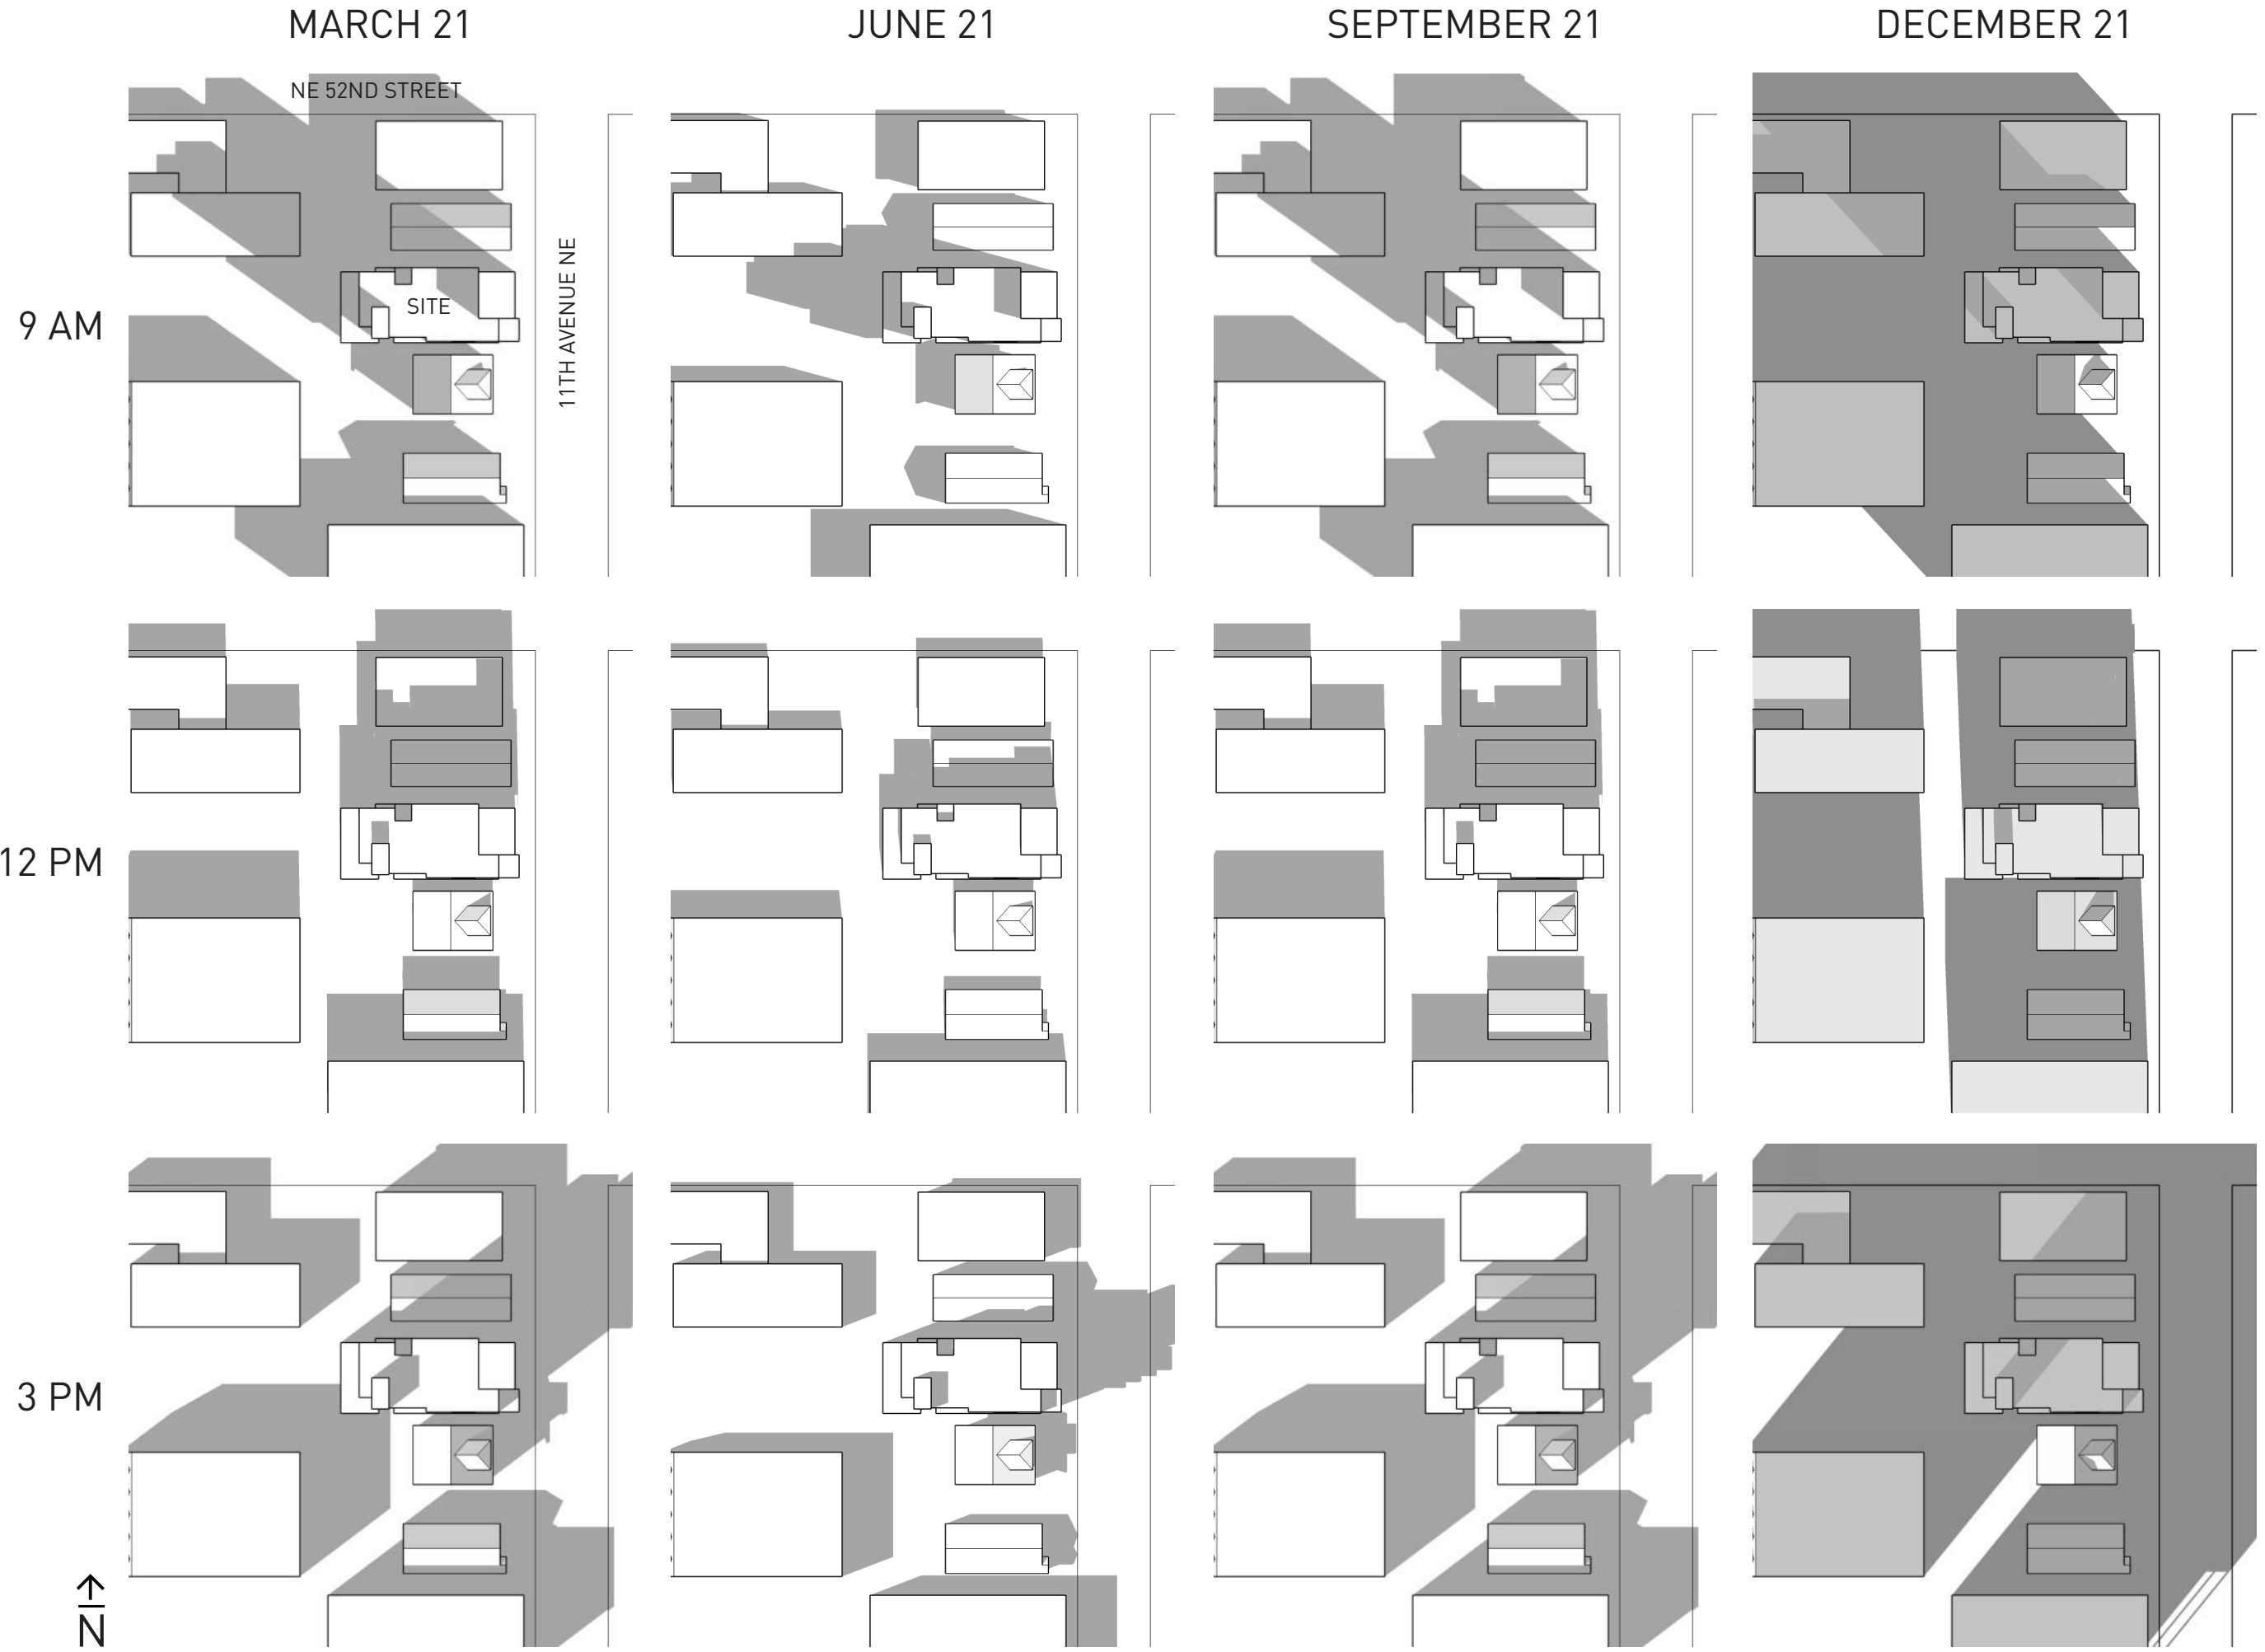 MARCH 21
JUNE 21
SEPTEMBER 21
DECEMBER 21
NE 52ND STREET
11TH AVENUE NE
SITE
9 AM
12 PM
3 PM
N